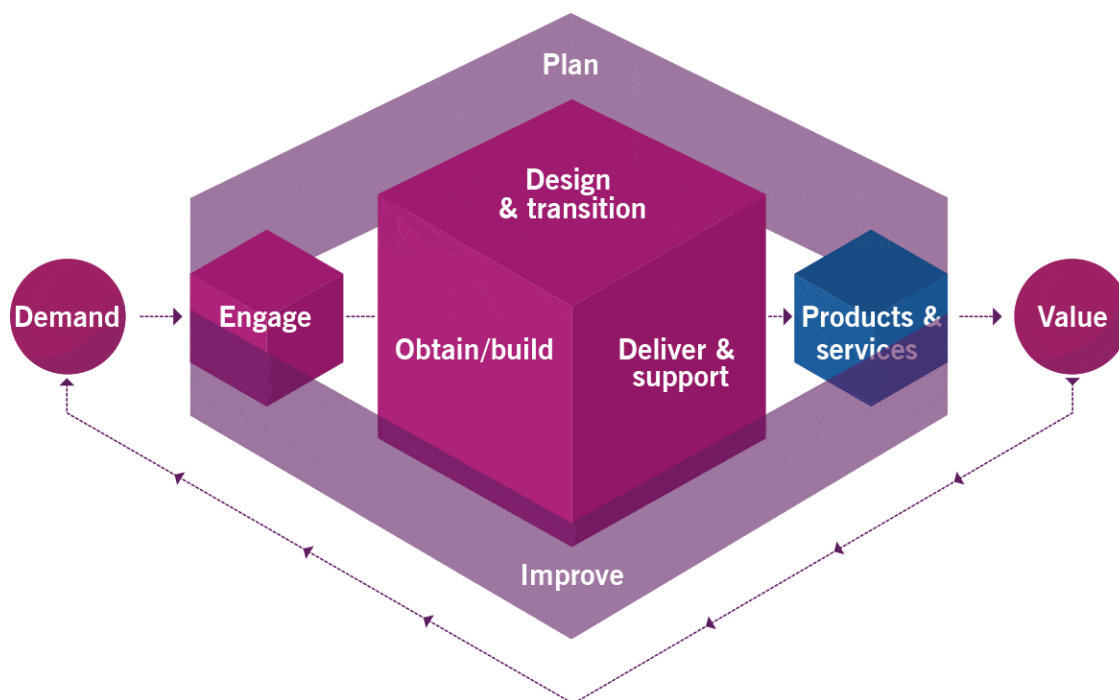 Plan
Design
& transition
Demand
Engage
Obtain/build
Deliver &
support
Products &
services
Value
Improve